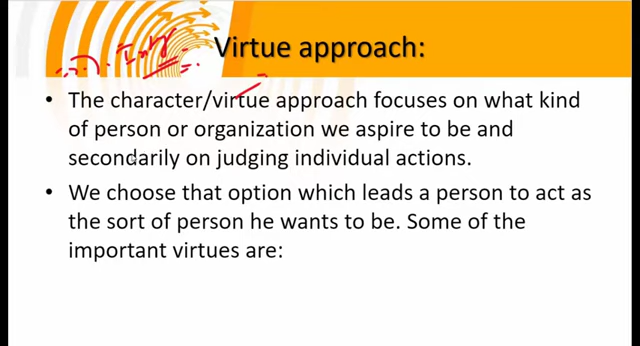 Virtue approach:
• The character/virtue approach focuses on what kind
of person or organization we aspire to be and
secondarily on judging individual actions.
• We choose that option which leads a person to act as
the sort of person he wants to be. Some of the
important virtues are: